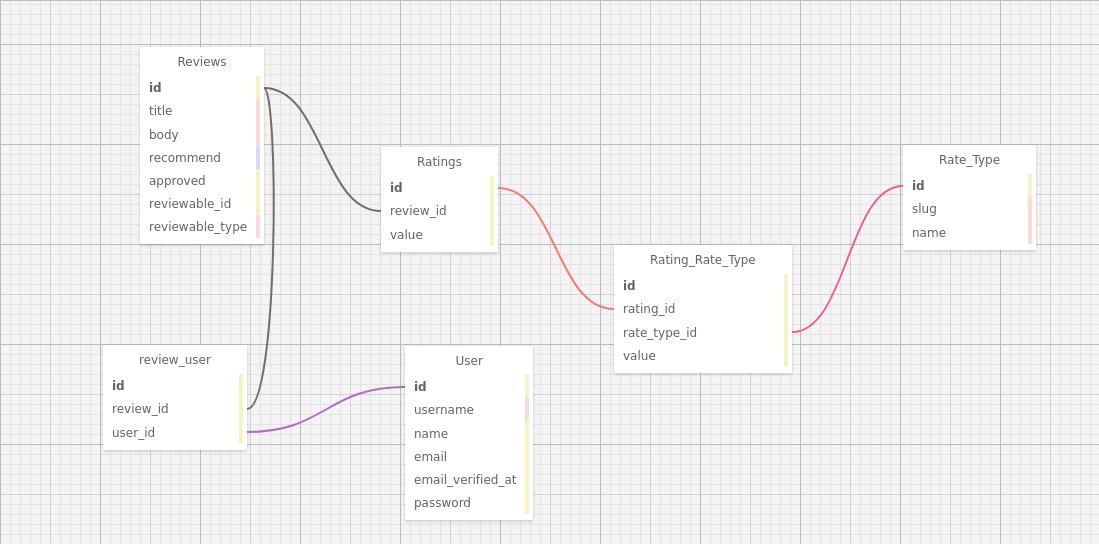 Reviews
id
title
body
recommend
approved
reviewable_id
reviewable_type
Ratings
id
review_id
value
Rate_Type
id
slug
name
Rating_Rate_Type
id
rating_id
rate_type_id
value
review_user
id
review_id
user_id
User
id
username
name
email
email_verified_at
password